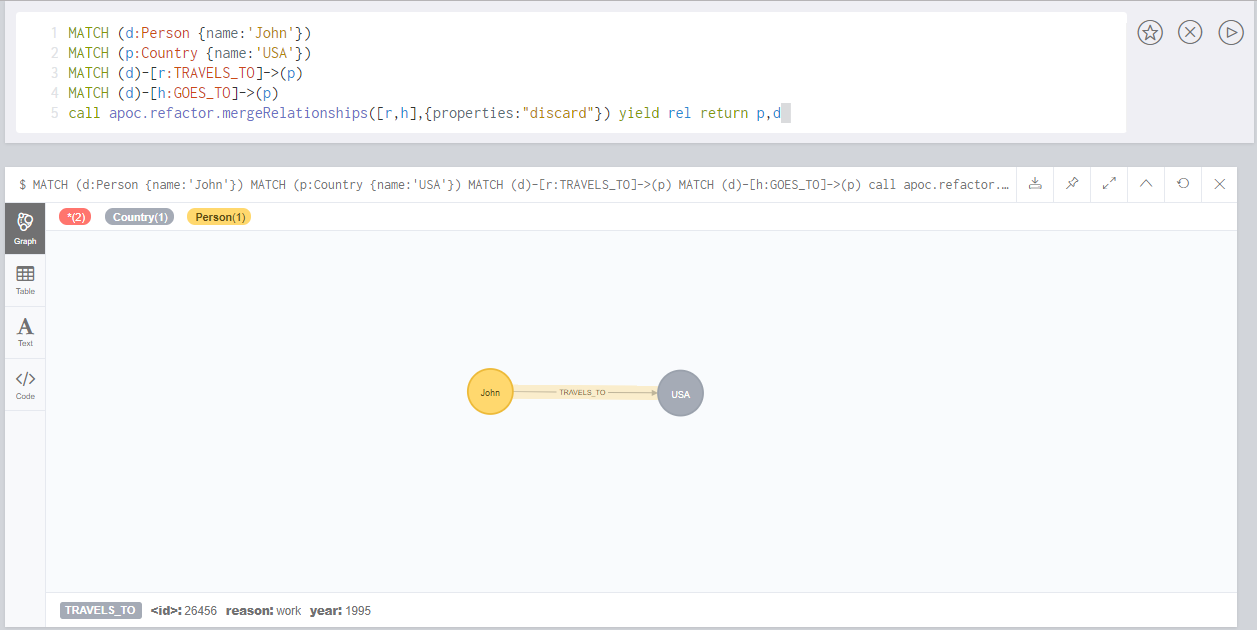 1 MATCH (d:Person {name:'John'})
2 MATCH (p:Country {name:'USA'})
3 MATCH (d)-[r:TRAVELS_TO]->(p)
4 MATCH (d)-[h:GOES_TO]->(p)
5 call apoc.refactor.mergeRelationships([r,h],{properties:"discard"}) yield rel return p,d
$ MATCH (d:Person {name:'John'}) MATCH (p:Country {name:'USA'}) MATCH (d)-[r:TRAVELS_TO]->(p) MATCH (d)-[h:GOES_TO]->(p) call apoc.refactor.…
*(2) Country(1) Person(1)
Graph
Table
A
Text
</>
Code
John TRAVELS_TO USA
TRAVELS_TO <id>: 26456 reason: work year: 1995